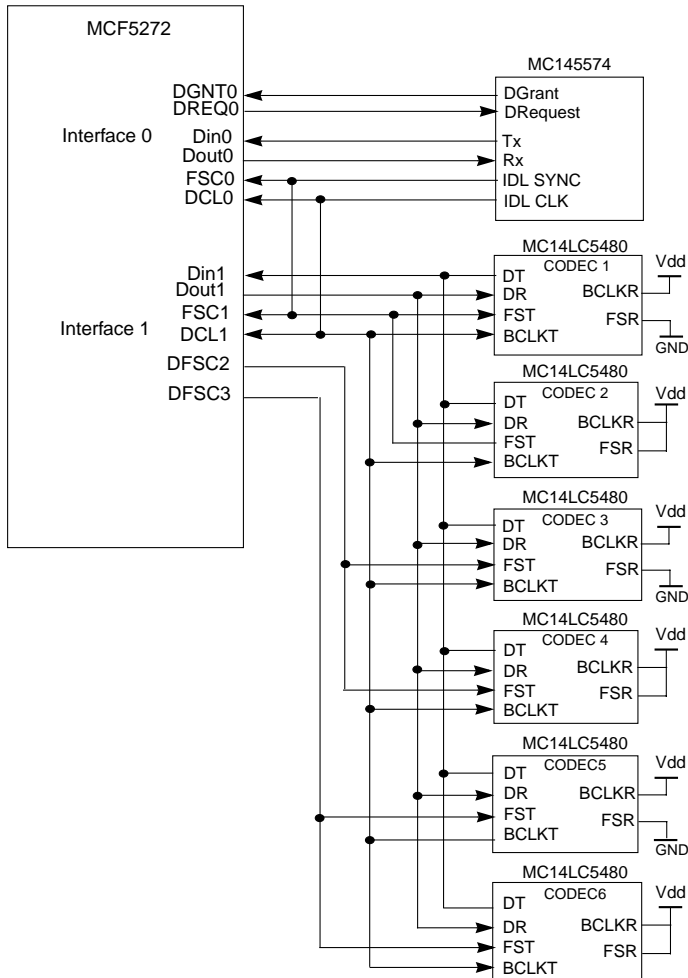 MCF5272
DGNT0
DREQ0
Interface 0
Din0
Dout0
FSC0
DCL0
Din1
Dout1
FSC1
Interface 1
DCL1
DFSC2
DFSC3
MC145574
DGrant
DRequest
Tx
Rx
IDL SYNC
IDL CLK
MC14LC5480
CODEC 1
DT
DR
FST
BCLKT
BCLKR
FSR
Vdd
GND
MC14LC5480
CODEC 2
DT
DR
FST
BCLKT
BCLKR
FSR
Vdd
MC14LC5480
CODEC 3
DT
DR
FST
BCLKT
BCLKR
FSR
Vdd
GND
MC14LC5480
CODEC 4
DT
DR
FST
BCLKT
BCLKR
FSR
Vdd
MC14LC5480
CODEC5
DT
DR
FST
BCLKT
BCLKR
FSR
Vdd
GND
MC14LC5480
CODEC6
DT
DR
FST
BCLKT
BCLKR
FSR
Vdd